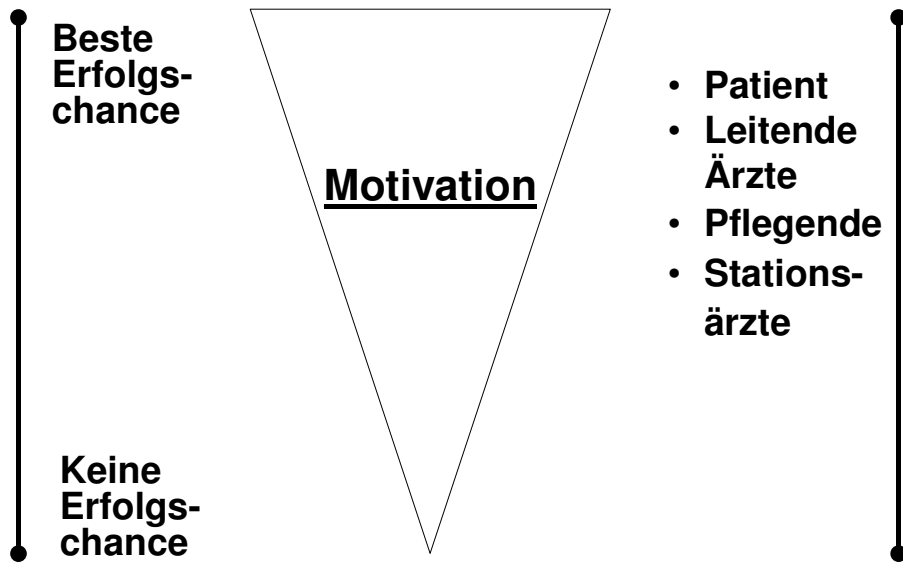 Beste
Erfolgs-
chance
Motivation
• Patient
• Leitende
Ärzte
• Pflegende
• Stations-
ärzte
Keine
Erfolgs-
chance